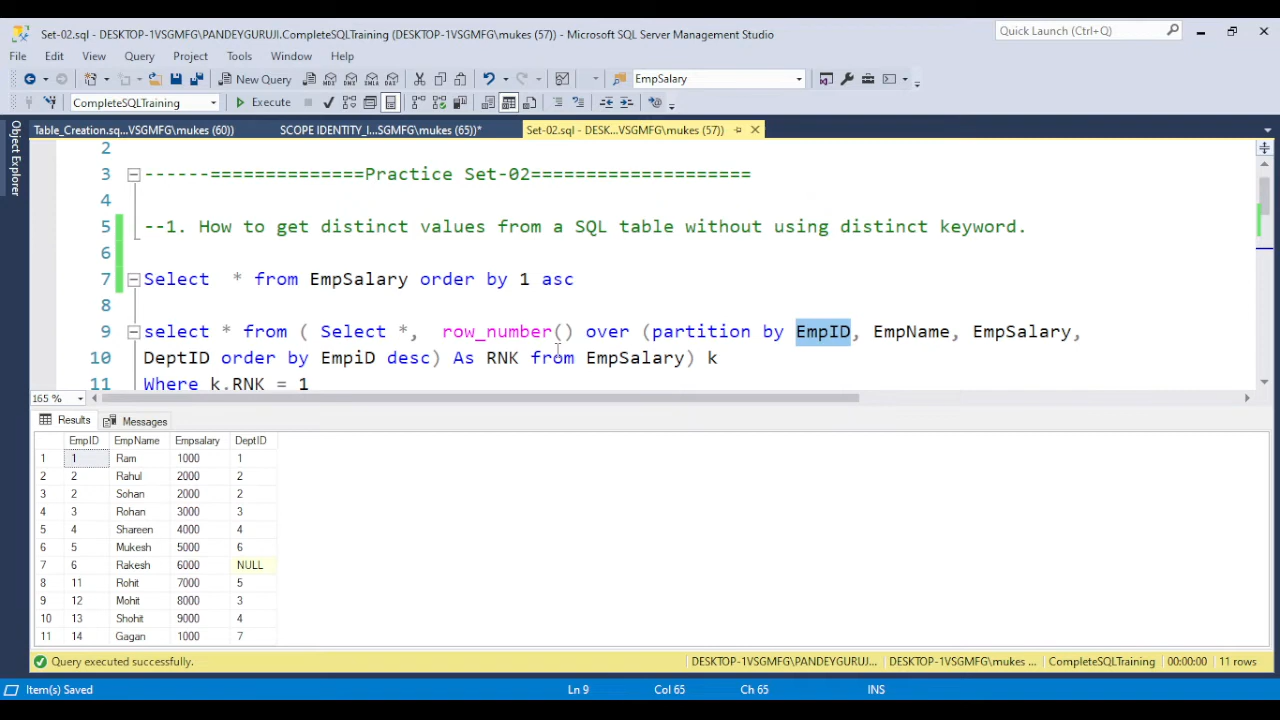 Set-02.sql - DESKTOP-1VSGMFG\PANDEYGURUJI.CompleteSQLTraining (DESKTOP-1VSGMFG\mukes (57)) - Microsoft SQL Server Management Studio
Quick Launch (Ctrl+Q)
File Edit View Query Project Tools Window Help
New Query
EmpSalary
CompleteSQLTraining
Execute
Table_Creation.sq...VSGMFG\mukes (60))
SCOPE IDENTITY_I...SGMFG\mukes (65))*
Set-02.sql - DESK...VSGMFG\mukes (57))
Object Explorer
2
3 ------==============Practice Set-02====================
4
5 --1. How to get distinct values from a SQL table without using distinct keyword.
6
7 Select * from EmpSalary order by 1 asc
8
9 select * from ( Select *, row_number() over (partition by EmpID, EmpName, EmpSalary,
10 DeptID order by EmpiD desc) As RNK from EmpSalary) k
11 Where k.RNK = 1
165 %
Results Messages
EmpID EmpName Empsalary DeptID
1 1 Ram 1000 1
2 2 Rahul 2000 2
3 2 Sohan 2000 2
4 3 Rohan 3000 3
5 4 Shareen 4000 4
6 5 Mukesh 5000 6
7 6 Rakesh 6000 NULL
8 11 Rohit 7000 5
9 12 Mohit 8000 3
10 13 Shohit 9000 4
11 14 Gagan 1000 7
Query executed successfully.
DESKTOP-1VSGMFG\PANDEYGURUJI... DESKTOP-1VSGMFG\mukes ... CompleteSQLTraining 00:00:00 11 rows
Item(s) Saved
Ln 9 Col 65 Ch 65 INS